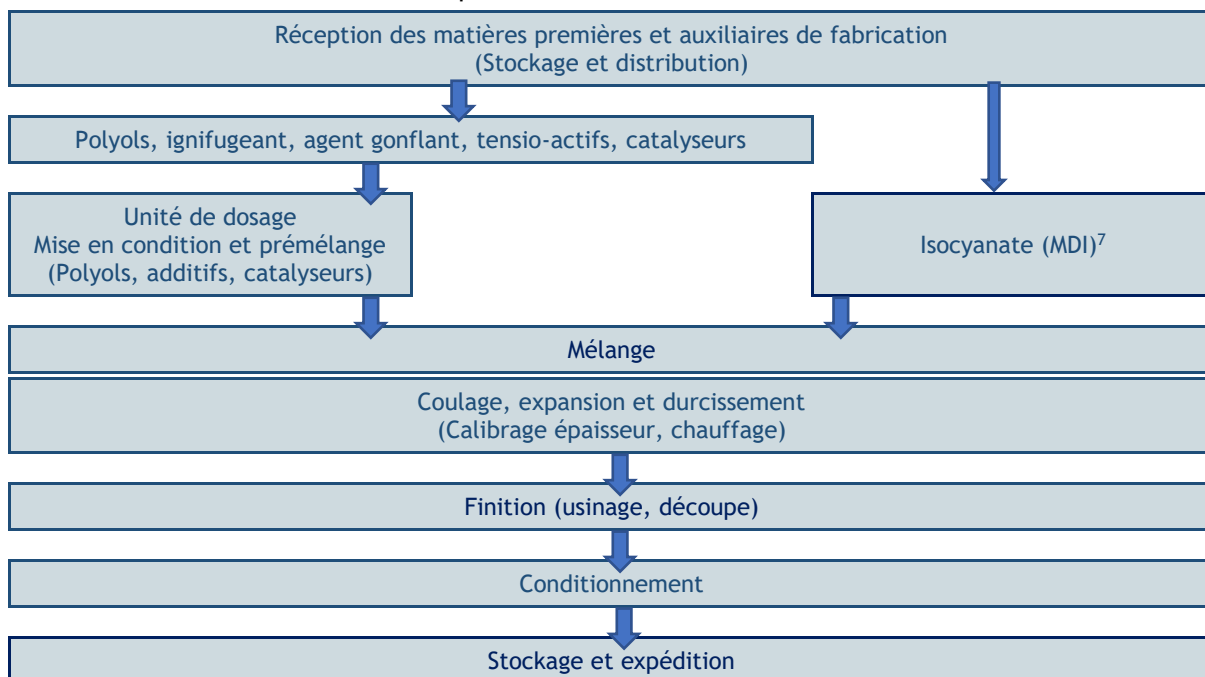 Réception des matières premières et auxiliaires de fabrication
(Stockage et distribution)
Polyols, ignifugeant, agent gonflant, tensio-actifs, catalyseurs
Unité de dosage
Mise en condition et prémélange
(Polyols, additifs, catalyseurs)
Isocyanate (MDI)⁷
Mélange
Coulage, expansion et durcissement
(Calibrage épaisseur, chauffage)
Finition (usinage, découpe)
Conditionnement
Stockage et expédition